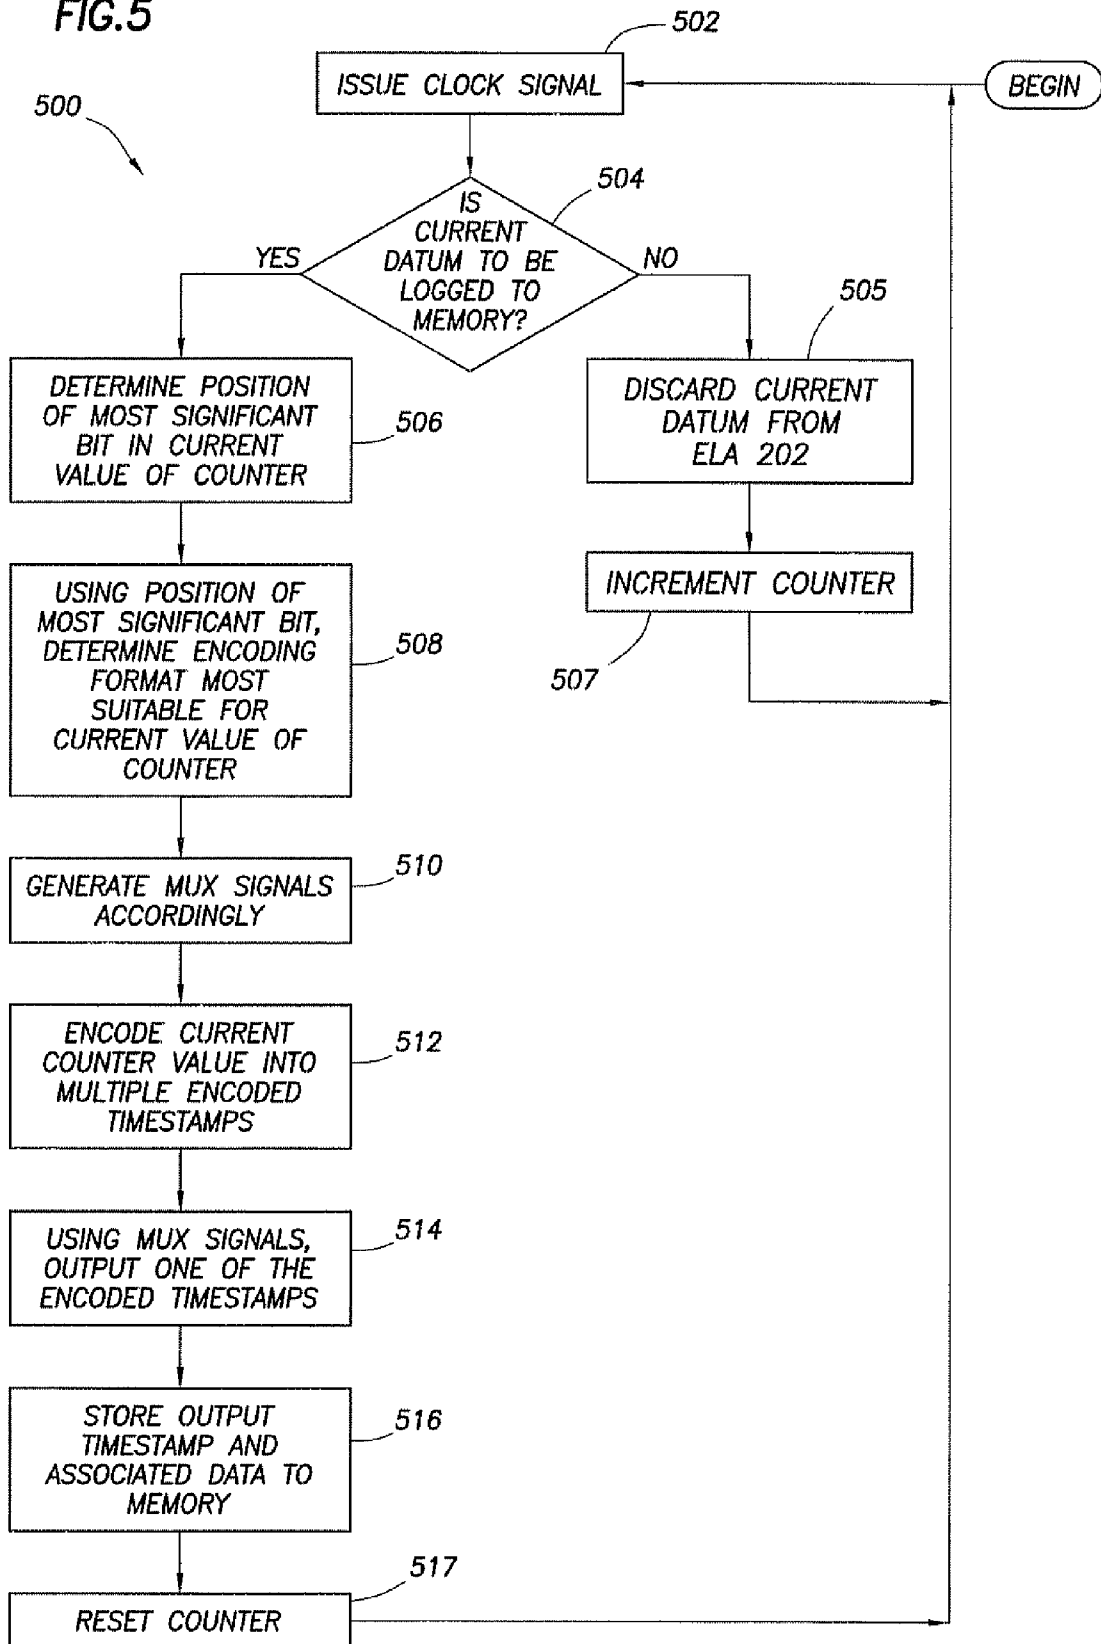 FIG.5
502
ISSUE CLOCK SIGNAL
BEGIN
500
504
IS
CURRENT
DATUM TO BE
LOGGED TO
MEMORY?
YES
NO
505
DETERMINE POSITION
OF MOST SIGNIFICANT
BIT IN CURRENT
VALUE OF COUNTER
506
DISCARD CURRENT
DATUM FROM
ELA 202
INCREMENT COUNTER
507
USING POSITION OF
MOST SIGNIFICANT BIT,
DETERMINE ENCODING
FORMAT MOST
SUITABLE FOR
CURRENT VALUE OF
COUNTER
508
GENERATE MUX SIGNALS
ACCORDINGLY
510
ENCODE CURRENT
COUNTER VALUE INTO
MULTIPLE ENCODED
TIMESTAMPS
512
USING MUX SIGNALS,
OUTPUT ONE OF THE
ENCODED TIMESTAMPS
514
STORE OUTPUT
TIMESTAMP AND
ASSOCIATED DATA TO
MEMORY
516
RESET COUNTER
517